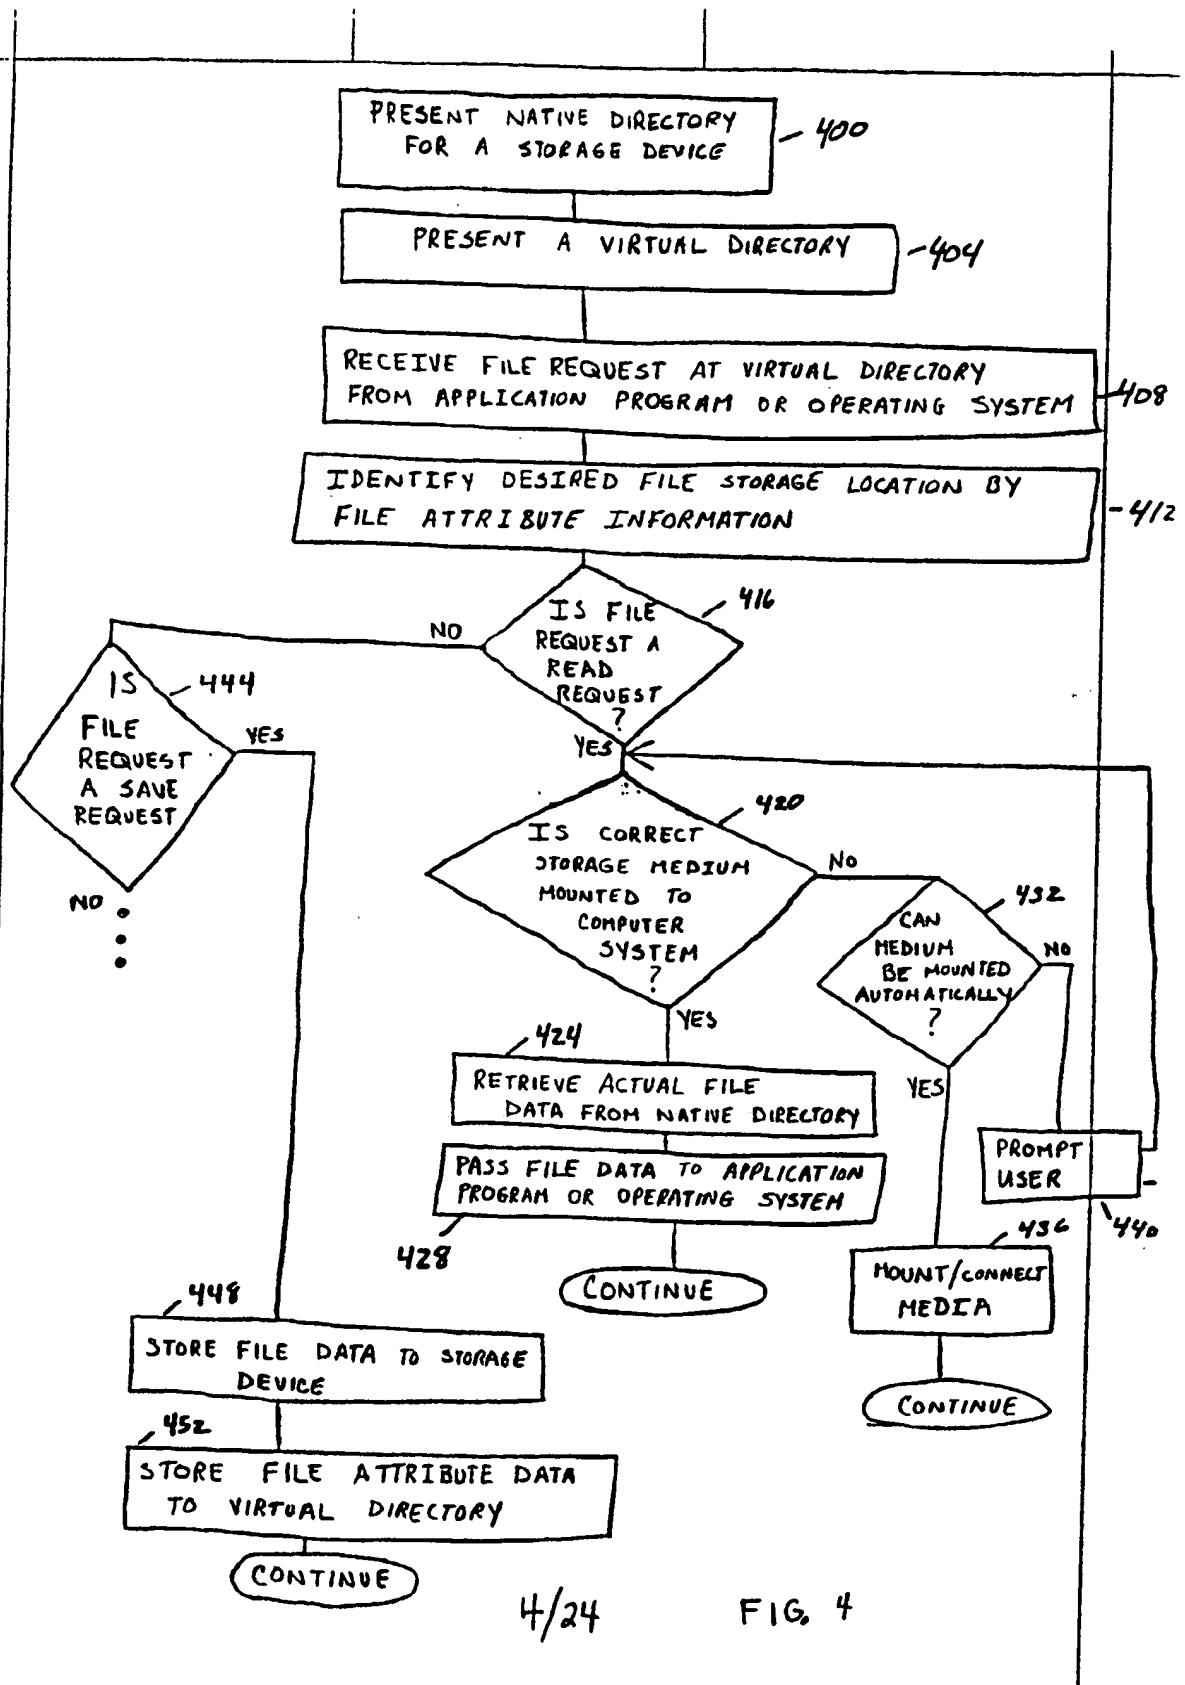 PRESENT NATIVE DIRECTORY
FOR A STORAGE DEVICE
400
PRESENT A VIRTUAL DIRECTORY
404
RECEIVE FILE REQUEST AT VIRTUAL DIRECTORY
FROM APPLICATION PROGRAM OR OPERATING SYSTEM
408
IDENTIFY DESIRED FILE STORAGE LOCATION BY
FILE ATTRIBUTE INFORMATION
412
416
IS FILE
REQUEST A
READ
REQUEST
?
NO
YES
444
IS
FILE
REQUEST
A SAVE
REQUEST
YES
NO
420
IS CORRECT
STORAGE MEDIUM
MOUNTED TO
COMPUTER
SYSTEM
?
NO
YES
432
CAN
MEDIUM
BE MOUNTED
AUTOMATICALLY
?
NO
YES
424
RETRIEVE ACTUAL FILE
DATA FROM NATIVE DIRECTORY
PASS FILE DATA TO APPLICATION
PROGRAM OR OPERATING SYSTEM
428
CONTINUE
PROMPT
USER
440
436
MOUNT/CONNECT
MEDIA
CONTINUE
448
STORE FILE DATA TO STORAGE
DEVICE
452
STORE FILE ATTRIBUTE DATA
TO VIRTUAL DIRECTORY
CONTINUE
4/24
FIG. 4